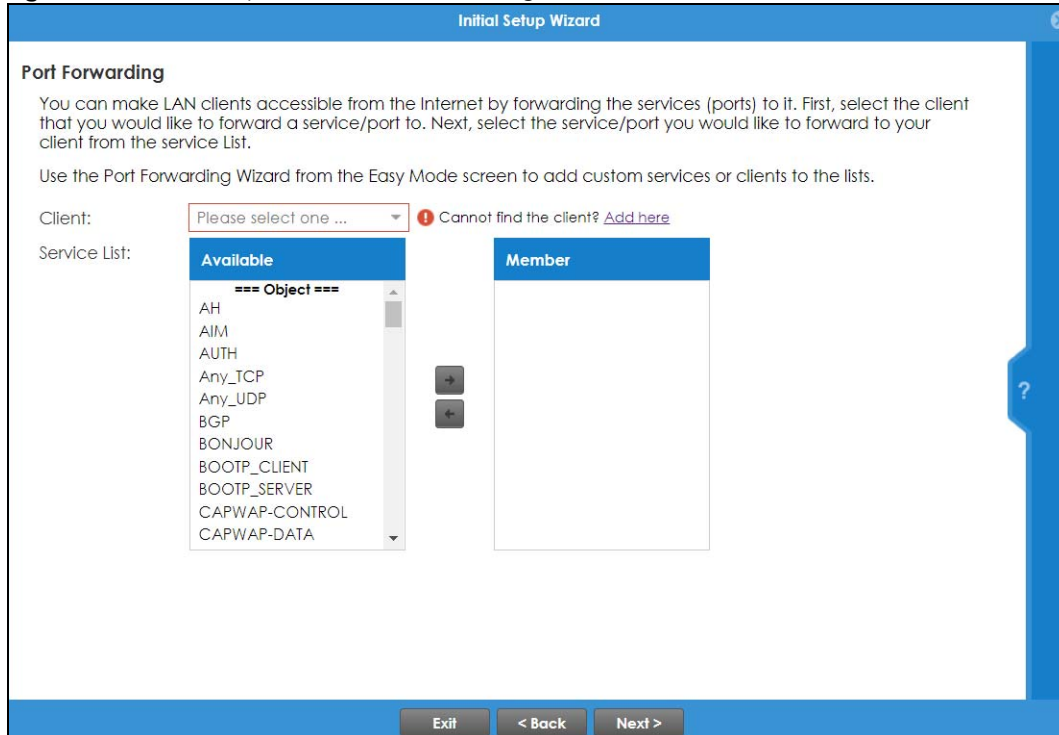 Initial Setup Wizard
Port Forwarding
You can make LAN clients accessible from the Internet by forwarding the services (ports) to it. First, select the client
that you would like to forward a service/port to. Next, select the service/port you would like to forward to your
client from the service List.
Use the Port Forwarding Wizard from the Easy Mode screen to add custom services or clients to the lists.
Client: Please select one ... Cannot find the client? Add here
Service List:
Available
=== Object ===
AH
AIM
AUTH
Any_TCP
Any_UDP
BGP
BONJOUR
BOOTP_CLIENT
BOOTP_SERVER
CAPWAP-CONTROL
CAPWAP-DATA
Member
?
Exit < Back Next >